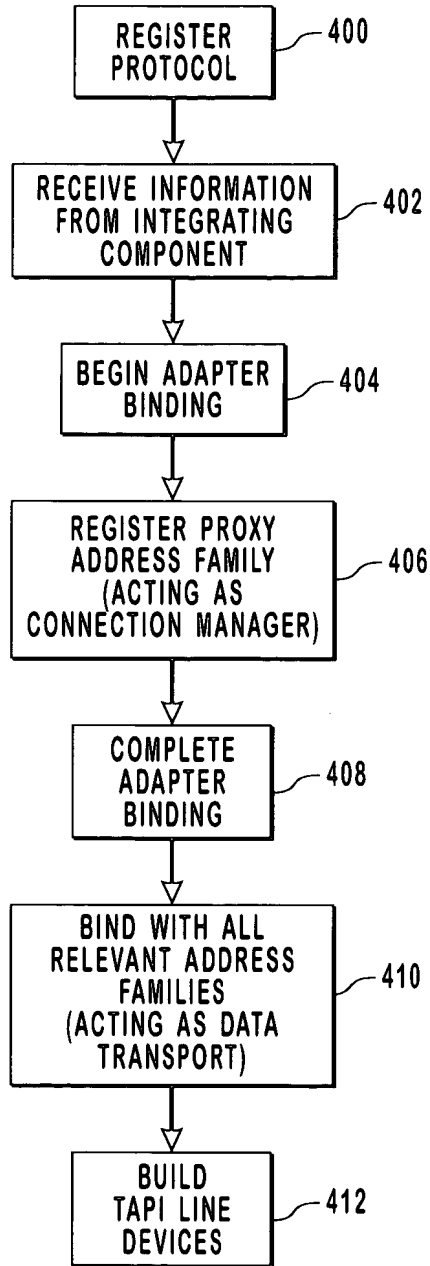 REGISTER
PROTOCOL
400
RECEIVE INFORMATION
FROM INTEGRATING
COMPONENT
402
BEGIN ADAPTER
BINDING
404
REGISTER PROXY
ADDRESS FAMILY
(ACTING AS
CONNECTION MANAGER)
406
COMPLETE
ADAPTER
BINDING
408
BIND WITH ALL
RELEVANT ADDRESS
FAMILIES
(ACTING AS DATA
TRANSPORT)
410
BUILD
TAPI LINE
DEVICES
412